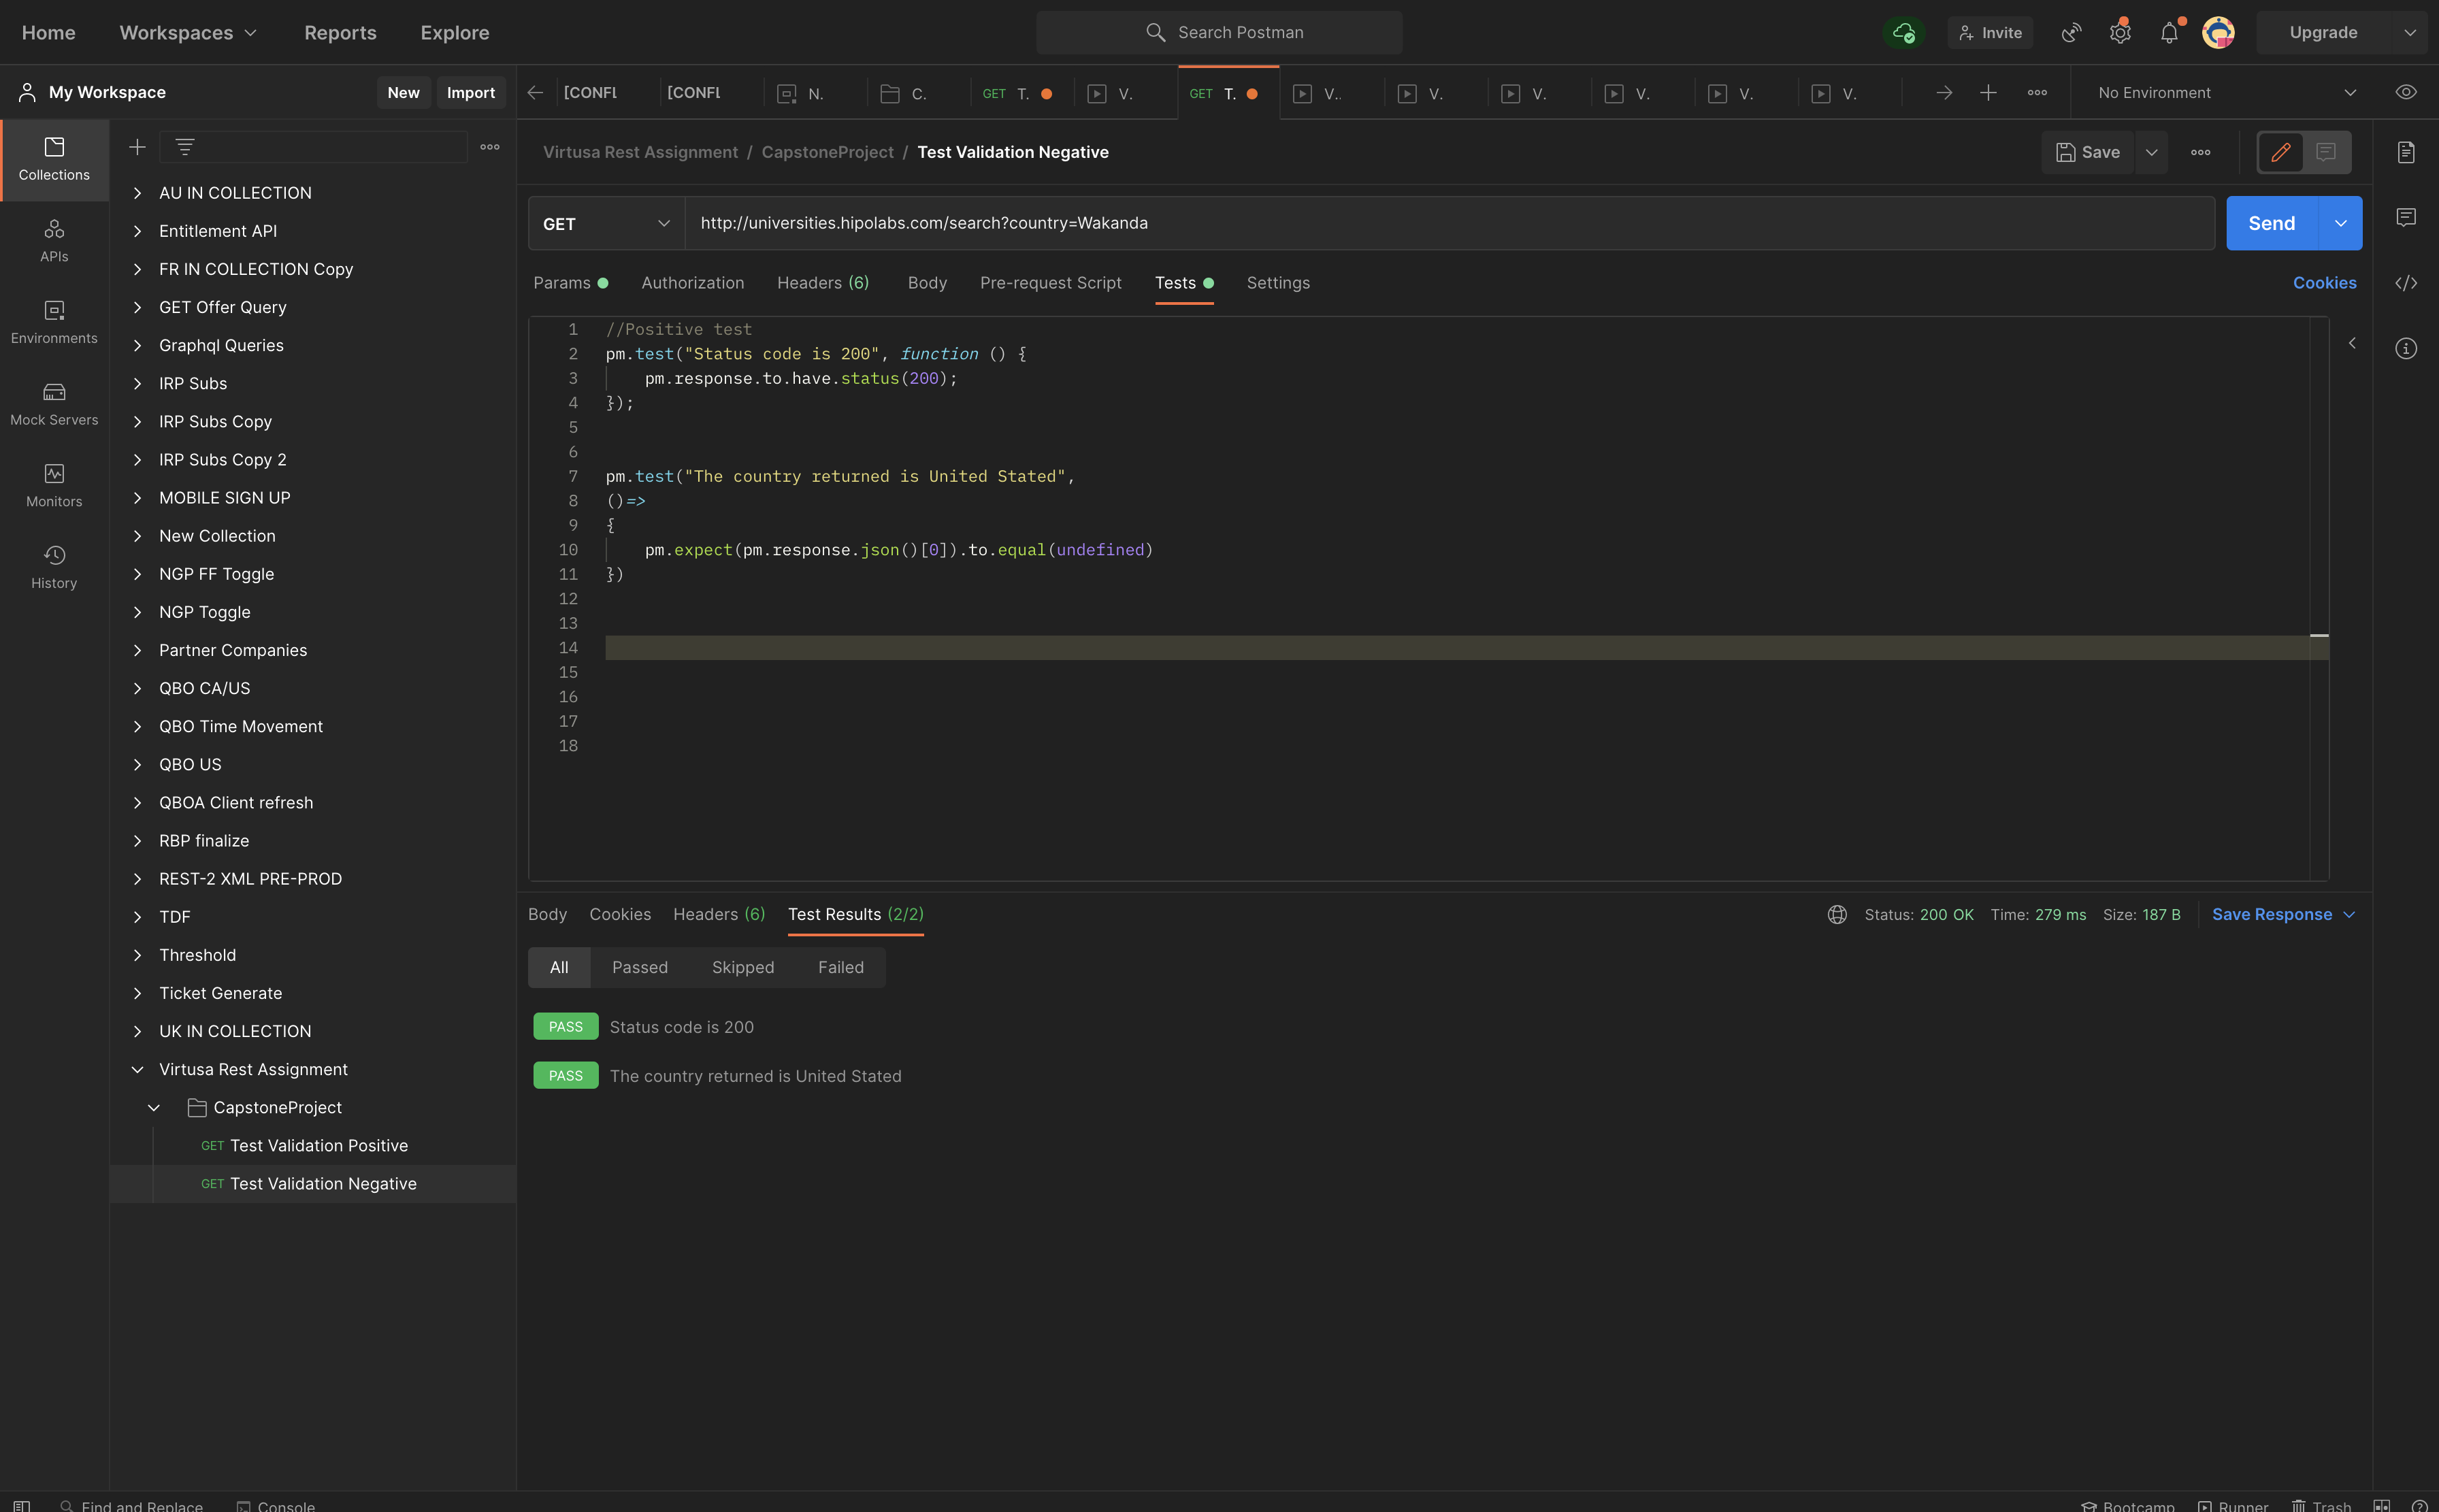 Home Workspaces Reports Explore Search Postman Invite Upgrade
My Workspace New Import [CONFL [CONFL N. C. GET T. V. GET T. V.. V. V. V. V. V. No Environment
Collections
APIs
Environments
Mock Servers
Monitors
History
AU IN COLLECTION
Entitlement API
FR IN COLLECTION Copy
GET Offer Query
Graphql Queries
IRP Subs
IRP Subs Copy
IRP Subs Copy 2
MOBILE SIGN UP
New Collection
NGP FF Toggle
NGP Toggle
Partner Companies
QBO CA/US
QBO Time Movement
QBO US
QBOA Client refresh
RBP finalize
REST-2 XML PRE-PROD
TDF
Threshold
Ticket Generate
UK IN COLLECTION
Virtusa Rest Assignment
CapstoneProject
GET Test Validation Positive
GET Test Validation Negative
Virtusa Rest Assignment / CapstoneProject / Test Validation Negative Save
GET http://universities.hipolabs.com/search?country=Wakanda Send
Params Authorization Headers (6) Body Pre-request Script Tests Settings Cookies
1 //Positive test
2 pm.test("Status code is 200", function () {
3 pm.response.to.have.status(200);
4 });
5
6
7 pm.test("The country returned is United Stated",
8 ()=>
9 {
10 pm.expect(pm.response.json()[0]).to.equal(undefined)
11 })
12
13
14
15
16
17
18
Body Cookies Headers (6) Test Results (2/2) Status: 200 OK Time: 279 ms Size: 187 B Save Response
All Passed Skipped Failed
PASS Status code is 200
PASS The country returned is United Stated
Find and Replace Console Bootcamp Runner Trash